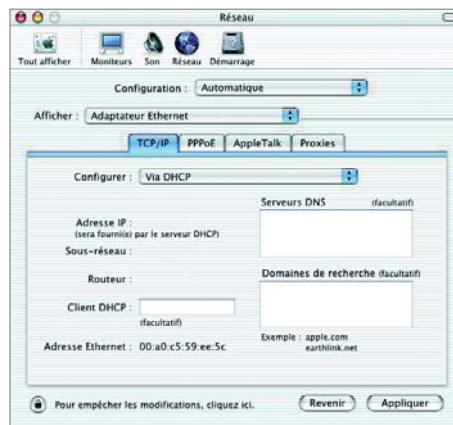 Réseau
Tout afficher Moniteurs Son Réseau Démarrage
Configuration : Automatique
Afficher : Adaptateur Ethernet
TCP/IP PPPoE AppleTalk Proxies
Configurer : Via DHCP
Serveurs DNS (facultatif)
Adresse IP :
(sera fourni(e) par le serveur DHCP)
Sous-réseau :
Routeur :
Domaines de recherche (facultatif)
Client DHCP :
(facultatif)
Exemple : apple.com
earthlink.net
Adresse Ethernet : 00:a0:c5:59:ee:5c
Pour empêcher les modifications, cliquez ici.
Revenir Appliquer